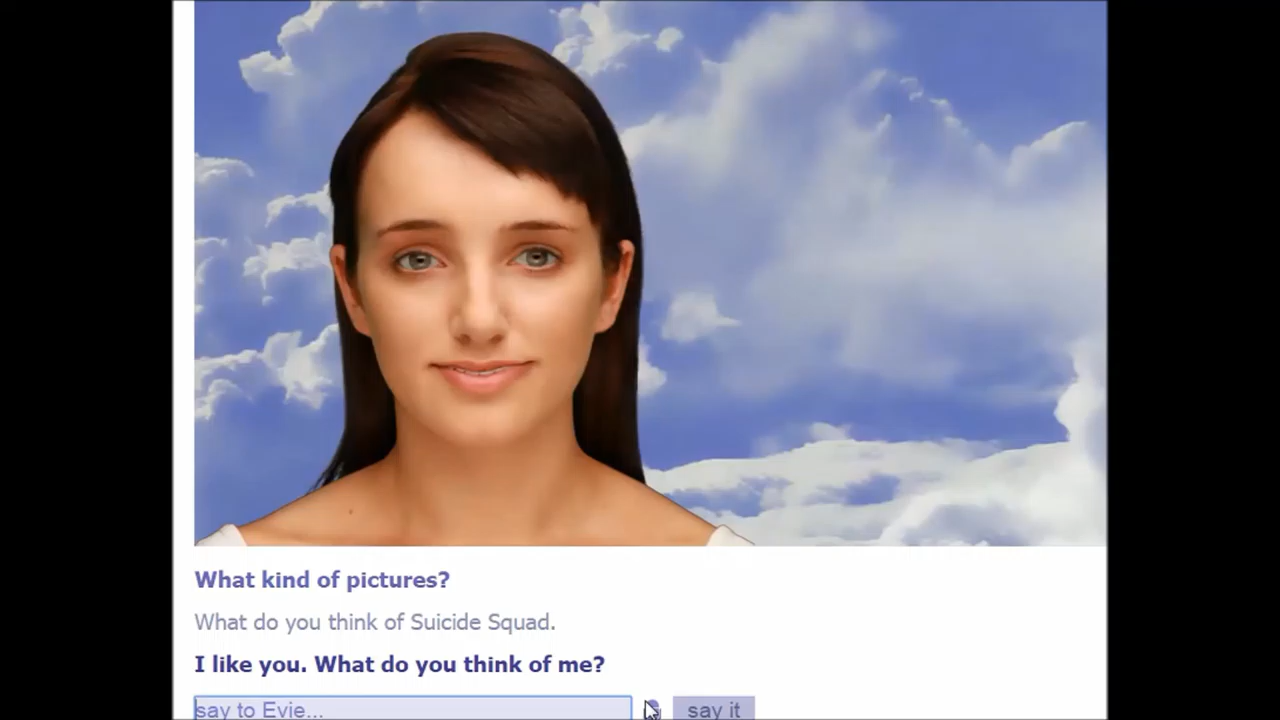 What kind of pictures?
What do you think of Suicide Squad.
I like you. What do you think of me?
say to Evie... say it